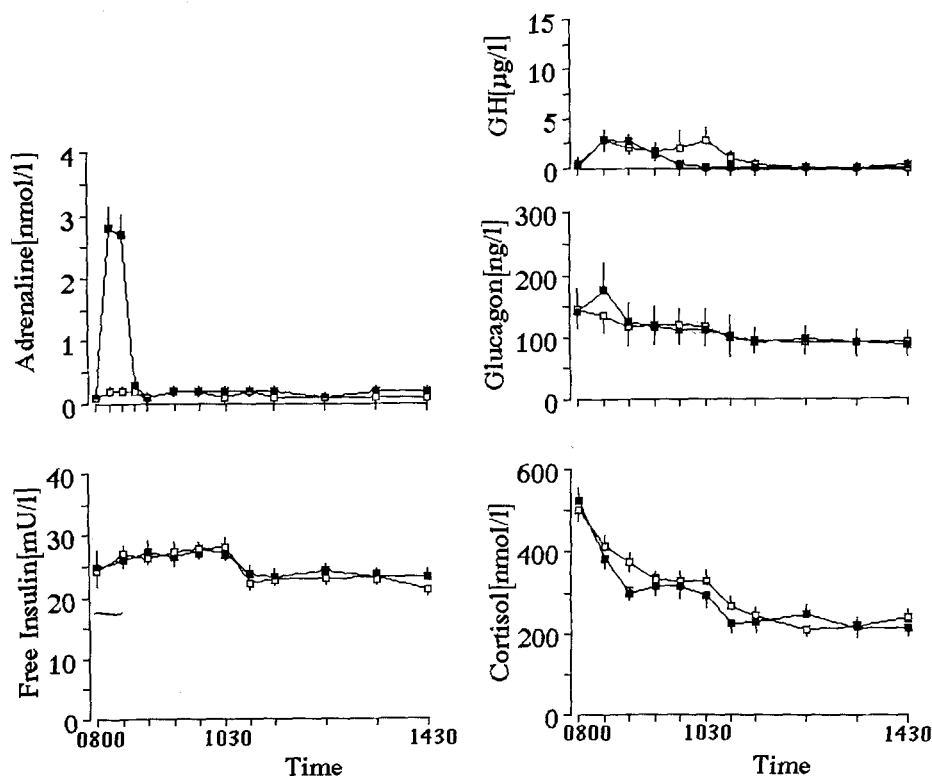 Adrenaline[nmol/l]
4
3
2
1
0
Free Insulin[mU/l]
40
30
20
10
0
0800 1030 1430
Time
GH[µg/l]
15
10
5
0
Glucagon[ng/l]
300
200
100
0
Cortisol[nmol/l]
600
400
200
0
0800 1030 1430
Time